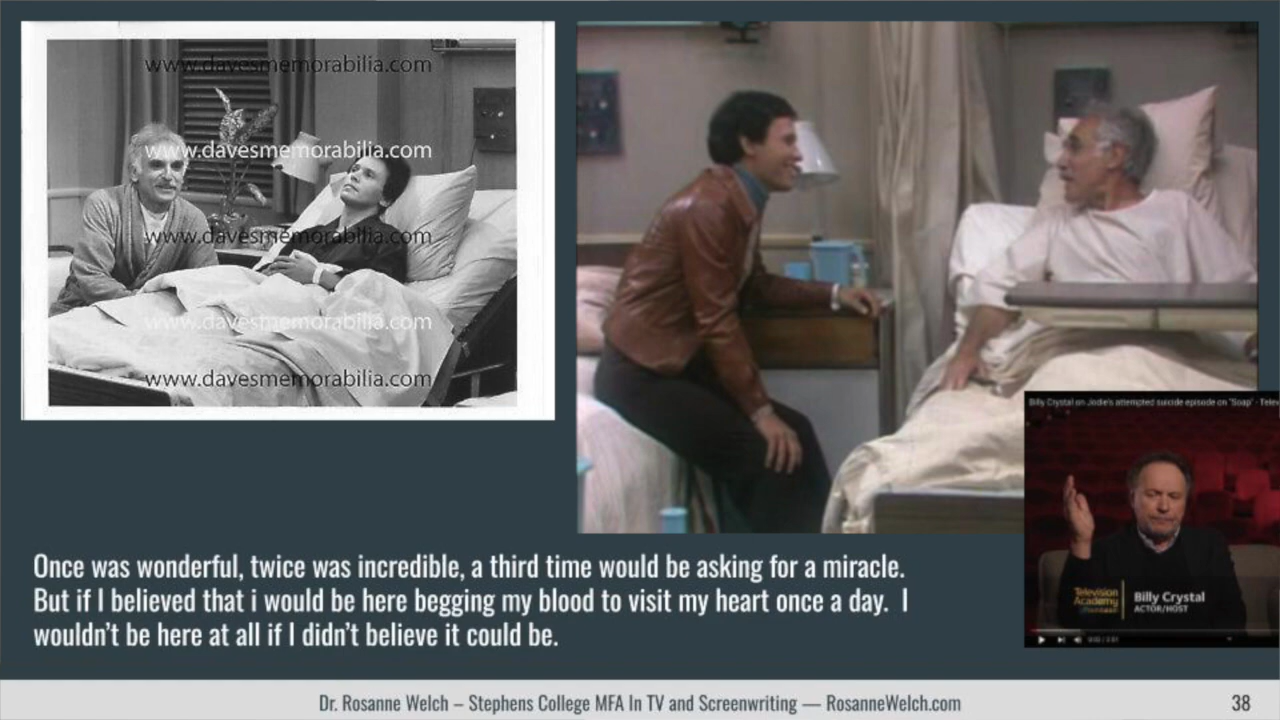 www.davesmemorabilia.com
www.davesmemorabilia.com
www.davesmemorabilia.com
www.davesmemorabilia.com
www.davesmemorabilia.com
Billy Crystal on Jodie's attempted suicide episode on "Soap" - Telev
Television
Academy
Billy Crystal
ACTOR/HOST
Once was wonderful, twice was incredible, a third time would be asking for a miracle.
But if I believed that i would be here begging my blood to visit my heart once a day. I
wouldn't be here at all if I didn't believe it could be.
Dr. Rosanne Welch – Stephens College MFA In TV and Screenwriting — RosanneWelch.com
38